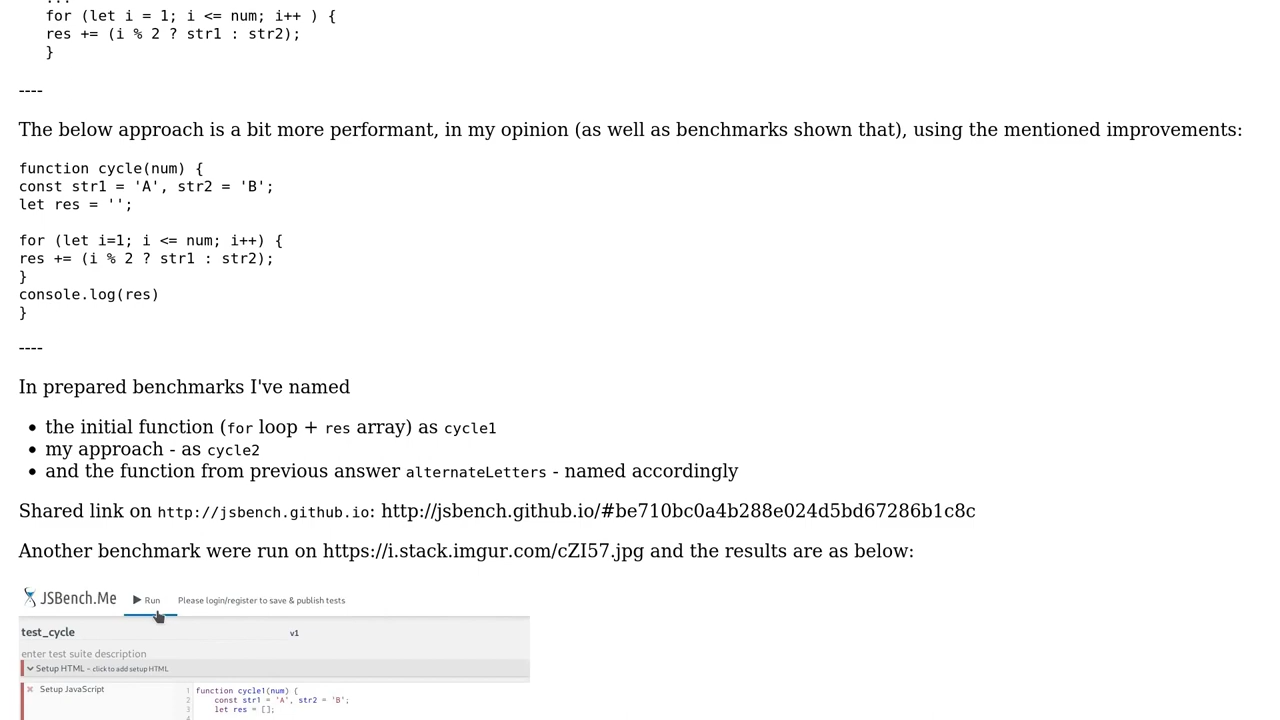 ...
for (let i = 1; i <= num; i++ ) {
res += (i % 2 ? str1 : str2);
}
----
The below approach is a bit more performant, in my opinion (as well as benchmarks shown that), using the mentioned improvements:
function cycle(num) {
const str1 = 'A', str2 = 'B';
let res = '';
for (let i=1; i <= num; i++) {
res += (i % 2 ? str1 : str2);
}
console.log(res)
}
----
In prepared benchmarks I've named
• the initial function (for loop + res array) as cycle1
• my approach - as cycle2
• and the function from previous answer alternateLetters - named accordingly
Shared link on http://jsbench.github.io: http://jsbench.github.io/#be710bc0a4b288e024d5bd67286b1c8c
Another benchmark were run on https://i.stack.imgur.com/cZI57.jpg and the results are as below:
JSBench.Me Run Please login/register to save & publish tests
test_cycle v1
enter test suite description
Setup HTML - click to add setup HTML
Setup JavaScript 1 function cycle1(num) {
2 const str1 = 'A', str2 = 'B';
3 let res = [];
4